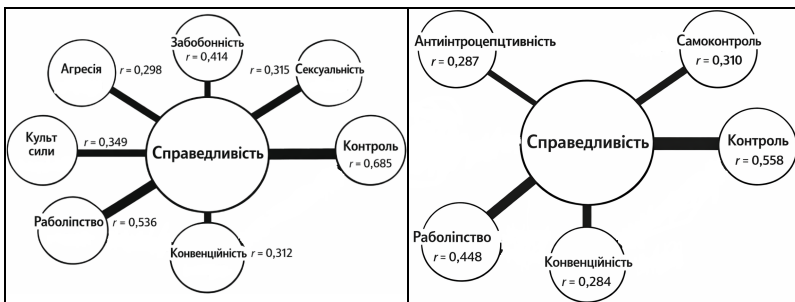 Забобонність
r = 0,414
Агресія
r = 0,298
r = 0,315
Сексуальність
Культ
сили
r = 0,349
Справедливість
Контроль
r = 0,685
Раболіпство
r = 0,536
Конвенційність
r = 0,312
Антиінтроцепцтивність
r = 0,287
Самоконтроль
r = 0,310
Справедливість
Контроль
r = 0,558
Раболіпство
r = 0,448
Конвенційність
r = 0,284